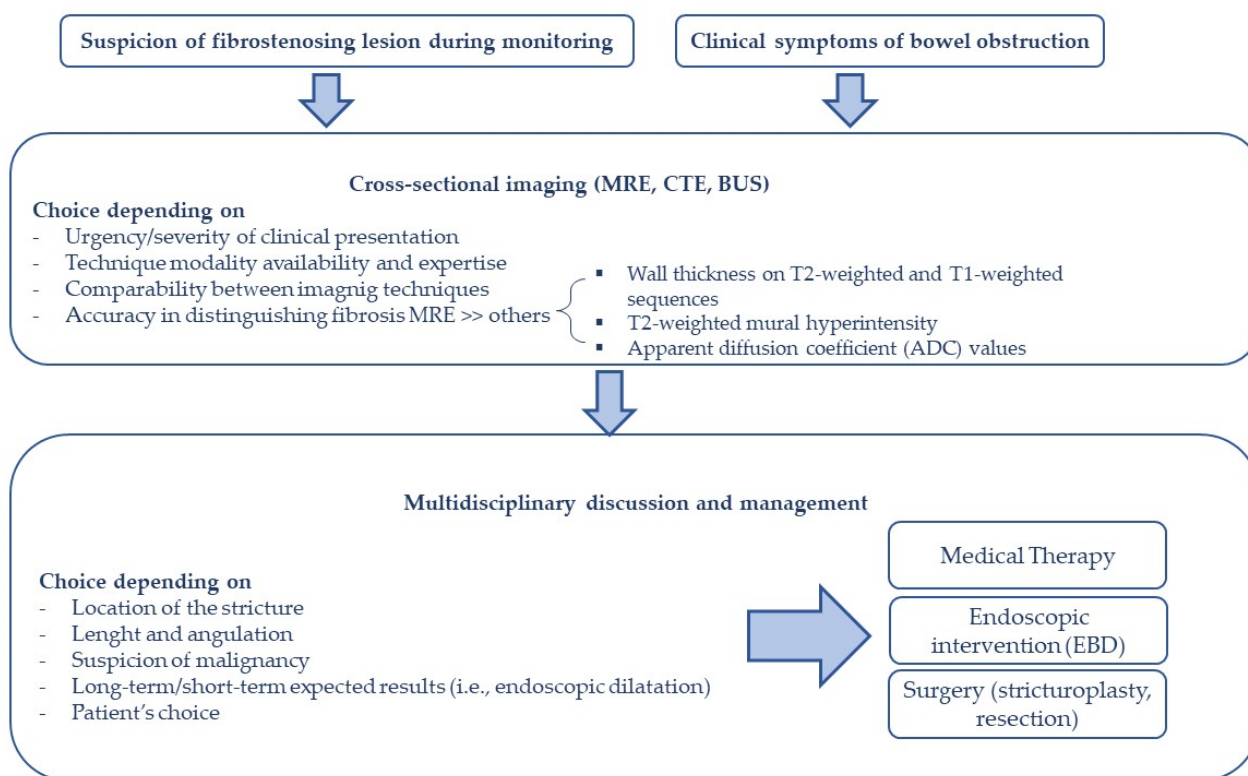 Suspicion of fibrostenosing lesion during monitoring
Clinical symptoms of bowel obstruction
Cross-sectional imaging (MRE, CTE, BUS)
Choice depending on
- Urgency/severity of clinical presentation
- Technique modality availability and expertise
- Comparability between imagnig techniques
- Accuracy in distinguishing fibrosis MRE >> others
▪ Wall thickness on T2-weighted and T1-weighted
sequences
▪ T2-weighted mural hyperintensity
▪ Apparent diffusion coefficient (ADC) values
Multidisciplinary discussion and management
Choice depending on
- Location of the stricture
- Lenght and angulation
- Suspicion of malignancy
- Long-term/short-term expected results (i.e., endoscopic dilatation)
- Patient's choice
Medical Therapy
Endoscopic
intervention (EBD)
Surgery (stricturoplasty,
resection)